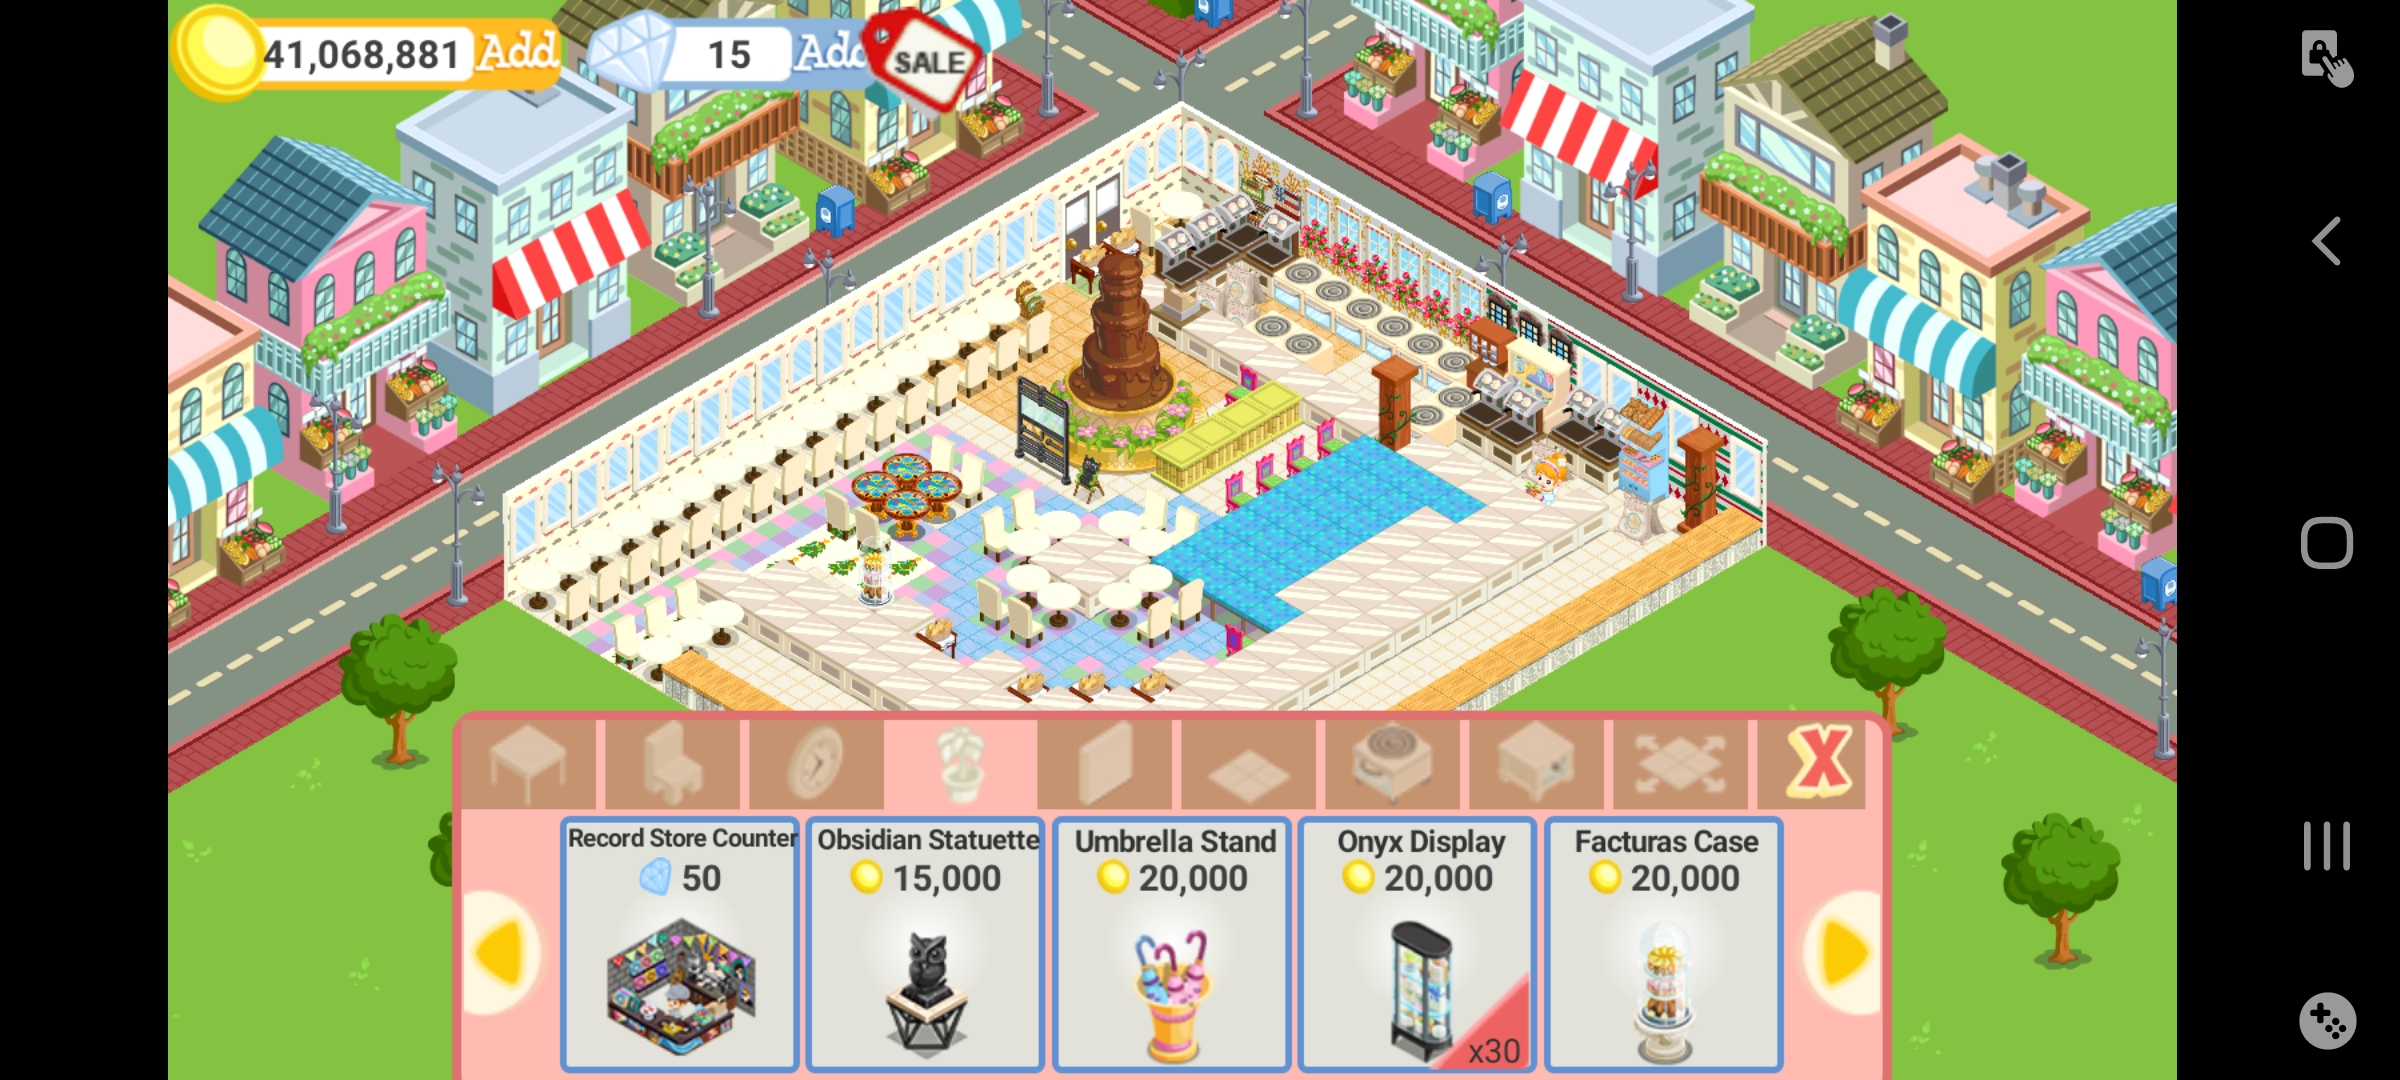 41,068,881 Add
15 Add
SALE
Record Store Counter
50
Obsidian Statuette
15,000
Umbrella Stand
20,000
Onyx Display
20,000
x30
Facturas Case
20,000
X